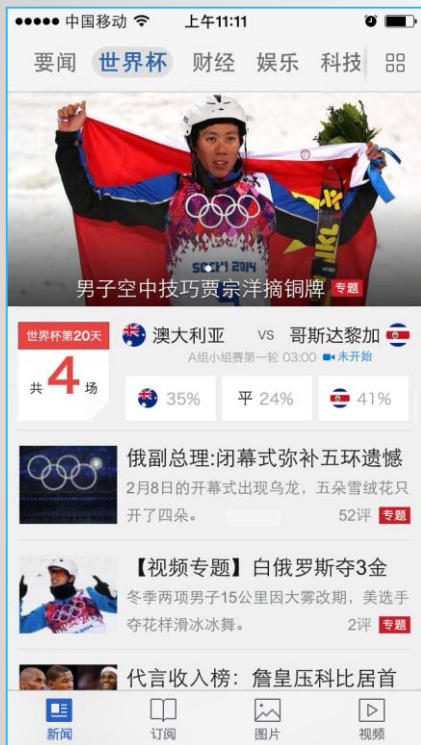 中国移动 上午11:11
要闻 世界杯 财经 娱乐 科技
SOCHI 2014
男子空中技巧贾宗洋摘铜牌 专题
世界杯第20天
共4场
澳大利亚 VS 哥斯达黎加
A组小组赛第一轮 03:00 未开始
35% 平 24% 41%
俄副总理:闭幕式弥补五环遗憾
2月8日的开幕式出现乌龙，五朵雪绒花只
开了四朵。 52评 专题
【视频专题】白俄罗斯夺3金
冬季两项男子15公里因大雾改期，美选手
夺花样滑冰冰舞。 2评 专题
代言收入榜：詹皇压科比居首
新闻 订阅 图片 视频